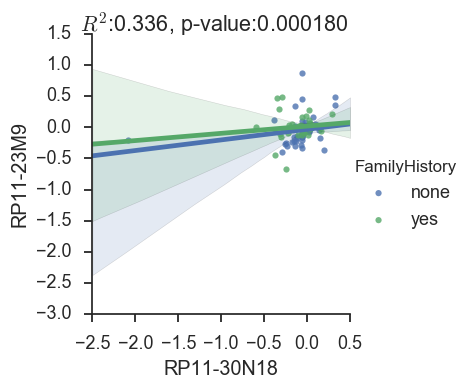 R²:0.336, p-value:0.000180
1.5
1.0
0.5
0.0
−0.5
−1.0
−1.5
−2.0
−2.5
−3.0
RP11-23M9
FamilyHistory
none
yes
−2.5 −2.0 −1.5 −1.0 −0.5 0.0 0.5
RP11-30N18